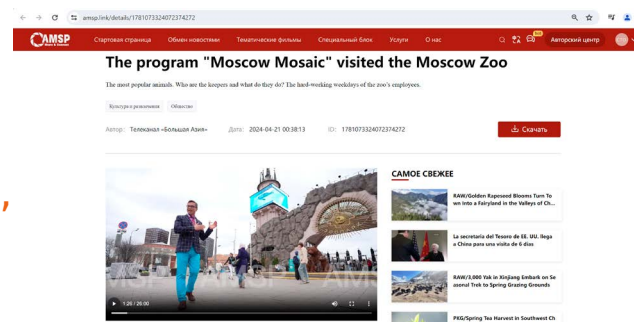 amsp.link/details/1781073324072374272
AMSP
Стартовая страница Обмен новостями Тематические фильмы Специальный блок Услуги О нас
Авторский центр
The program "Moscow Mosaic" visited the Moscow Zoo
The most popular animals. Who are the keepers and what do they do? The hard-working weekdays of the zoo's employees.
Культура и развлечения Общество
Автор: Телеканал «Большая Азия» Дата: 2024-04-21 00:38:13 ID: 1781073324072374272
Скачать
САМОЕ СВЕЖЕЕ
RAW/Golden Rapeseed Blooms Turn To
wn Into a Fairyland in the Valleys of Ch...
La secretaria del Tesoro de EE. UU. llega
a China para una visita de 6 días
RAW/3,000 Yak in Xinjiang Embark on Se
asonal Trek to Spring Grazing Grounds
1:26 / 26:00
PKG/Spring Tea Harvest in Southwest Ch
,